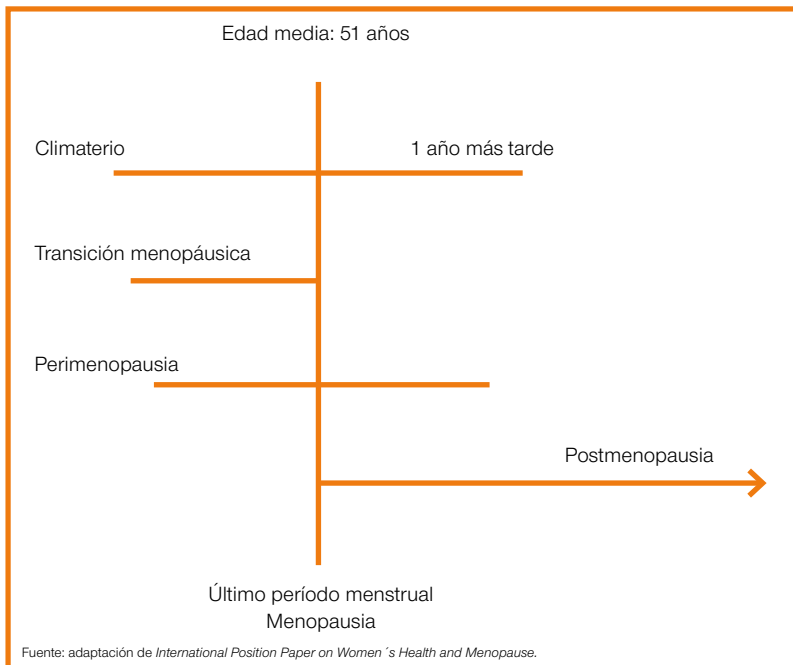 Edad media: 51 años
Climaterio
1 año más tarde
Transición menopáusica
Perimenopausia
Postmenopausia
Último período menstrual
Menopausia
Fuente: adaptación de International Position Paper on Women´s Health and Menopause.